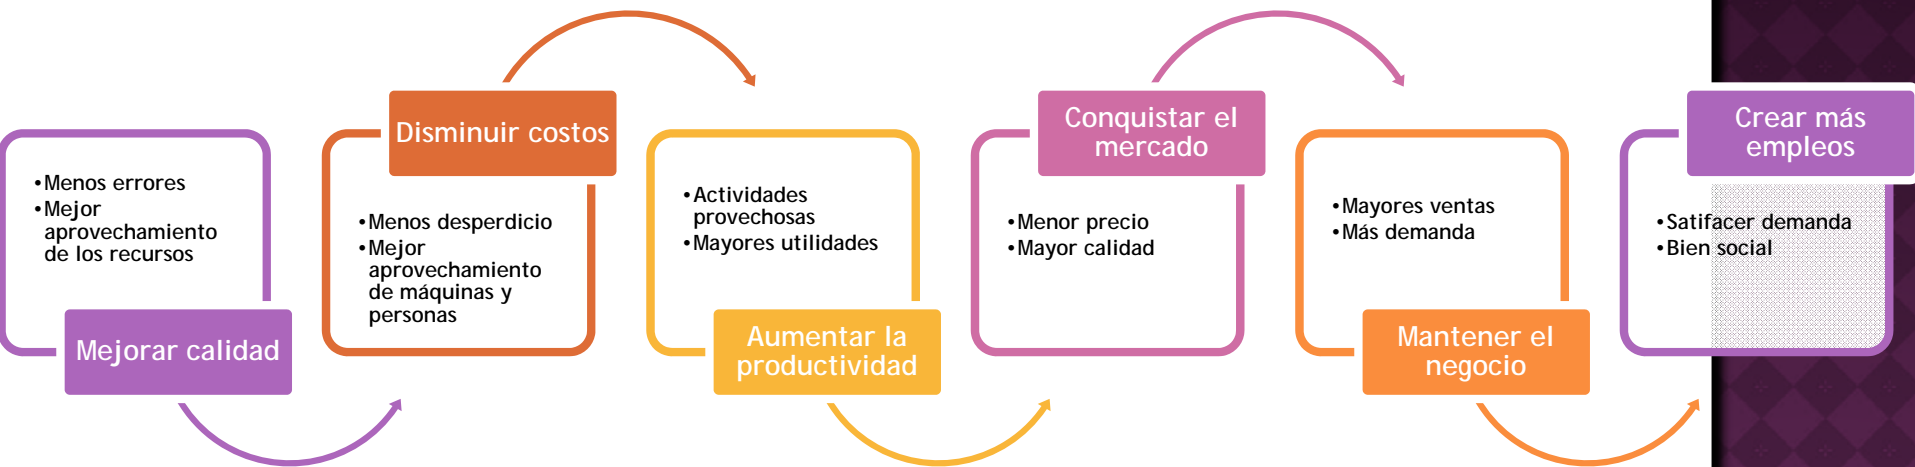 •Menos errores
•Mejor
aprovechamiento
de los recursos
Mejorar calidad
Disminuir costos
•Menos desperdicio
•Mejor
aprovechamiento
de máquinas y
personas
•Actividades
provechosas
•Mayores utilidades
Aumentar la
productividad
Conquistar el
mercado
•Menor precio
•Mayor calidad
•Mayores ventas
•Más demanda
Mantener el
negocio
Crear más
empleos
•Satifacer demanda
•Bien social